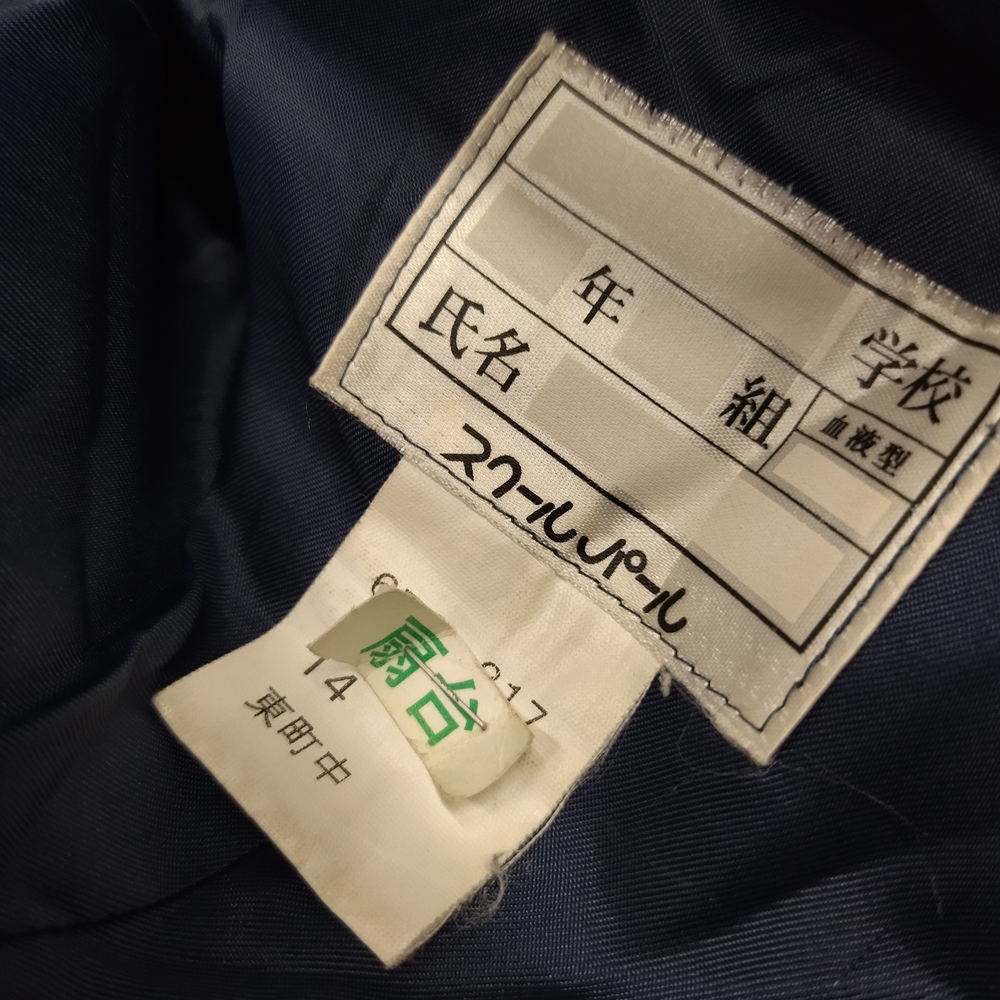 学校
年 組 血液型
氏名
スクールパール
扇台
14
東町中